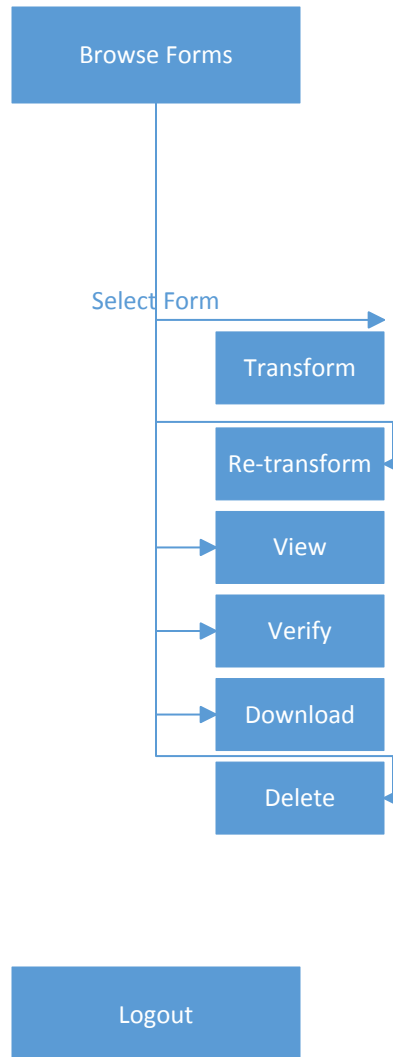 Browse Forms
Select Form
Transform
Re-transform
View
Verify
Download
Delete
Logout